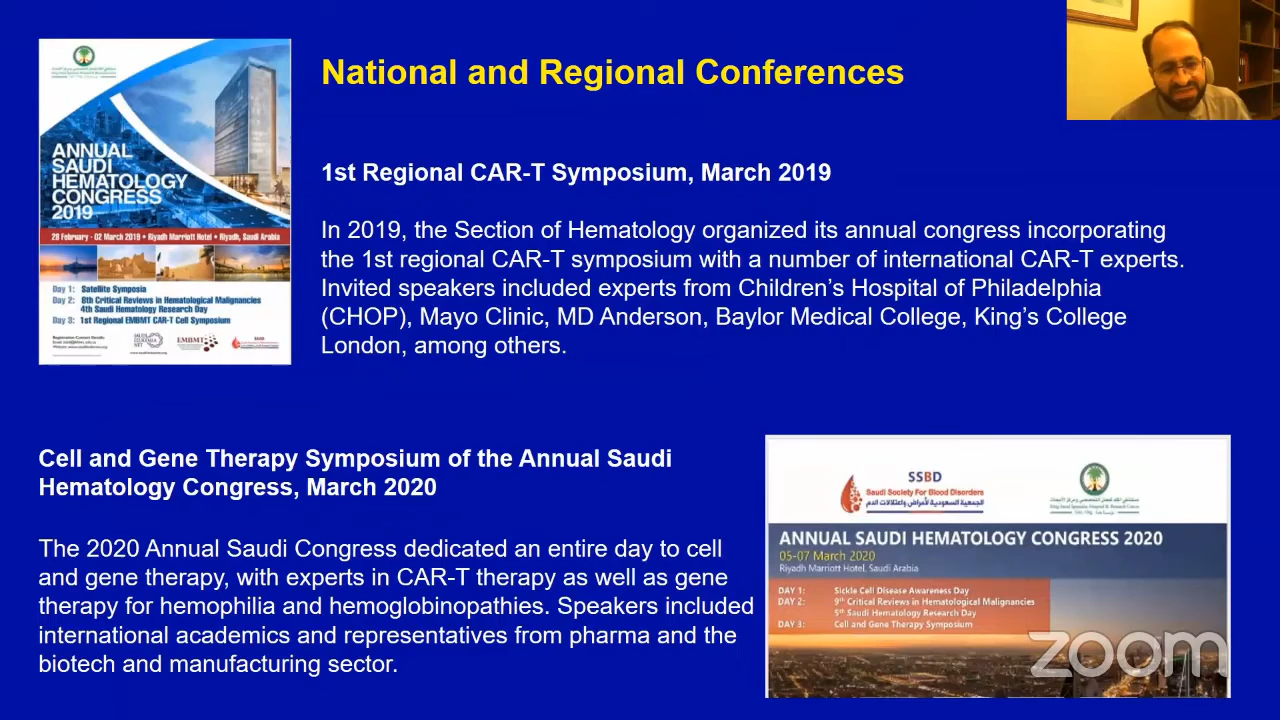 National and Regional Conferences
ANNUAL
SAUDI
HEMATOLOGY
CONGRESS
2019
28 February - 02 March 2019 • Riyadh Marriott Hotel • Riyadh, Saudi Arabia
Day 1: Satellite Symposia
Day 2: 8th Critical Reviews in Hematological Malignancies
4th Saudi Hematology Research Day
Day 3: 1st Regional EMBMT CAR-T Cell Symposium
EMBMT
1st Regional CAR-T Symposium, March 2019
In 2019, the Section of Hematology organized its annual congress incorporating
the 1st regional CAR-T symposium with a number of international CAR-T experts.
Invited speakers included experts from Children’s Hospital of Philadelphia
(CHOP), Mayo Clinic, MD Anderson, Baylor Medical College, King’s College
London, among others.
Cell and Gene Therapy Symposium of the Annual Saudi
Hematology Congress, March 2020
The 2020 Annual Saudi Congress dedicated an entire day to cell
and gene therapy, with experts in CAR-T therapy as well as gene
therapy for hemophilia and hemoglobinopathies. Speakers included
international academics and representatives from pharma and the
biotech and manufacturing sector.
SSBD
Saudi Society For Blood Disorders
الجمعية السعودية لأمراض واعتلالات الدم
ANNUAL SAUDI HEMATOLOGY CONGRESS 2020
05-07 March 2020
Riyadh Marriott Hotel, Saudi Arabia
DAY 1: Sickle Cell Disease Awareness Day
DAY 2: 9th Critical Reviews in Hematological Malignancies
5th Saudi Hematology Research Day
DAY 3: Cell and Gene Therapy Symposium
zoom